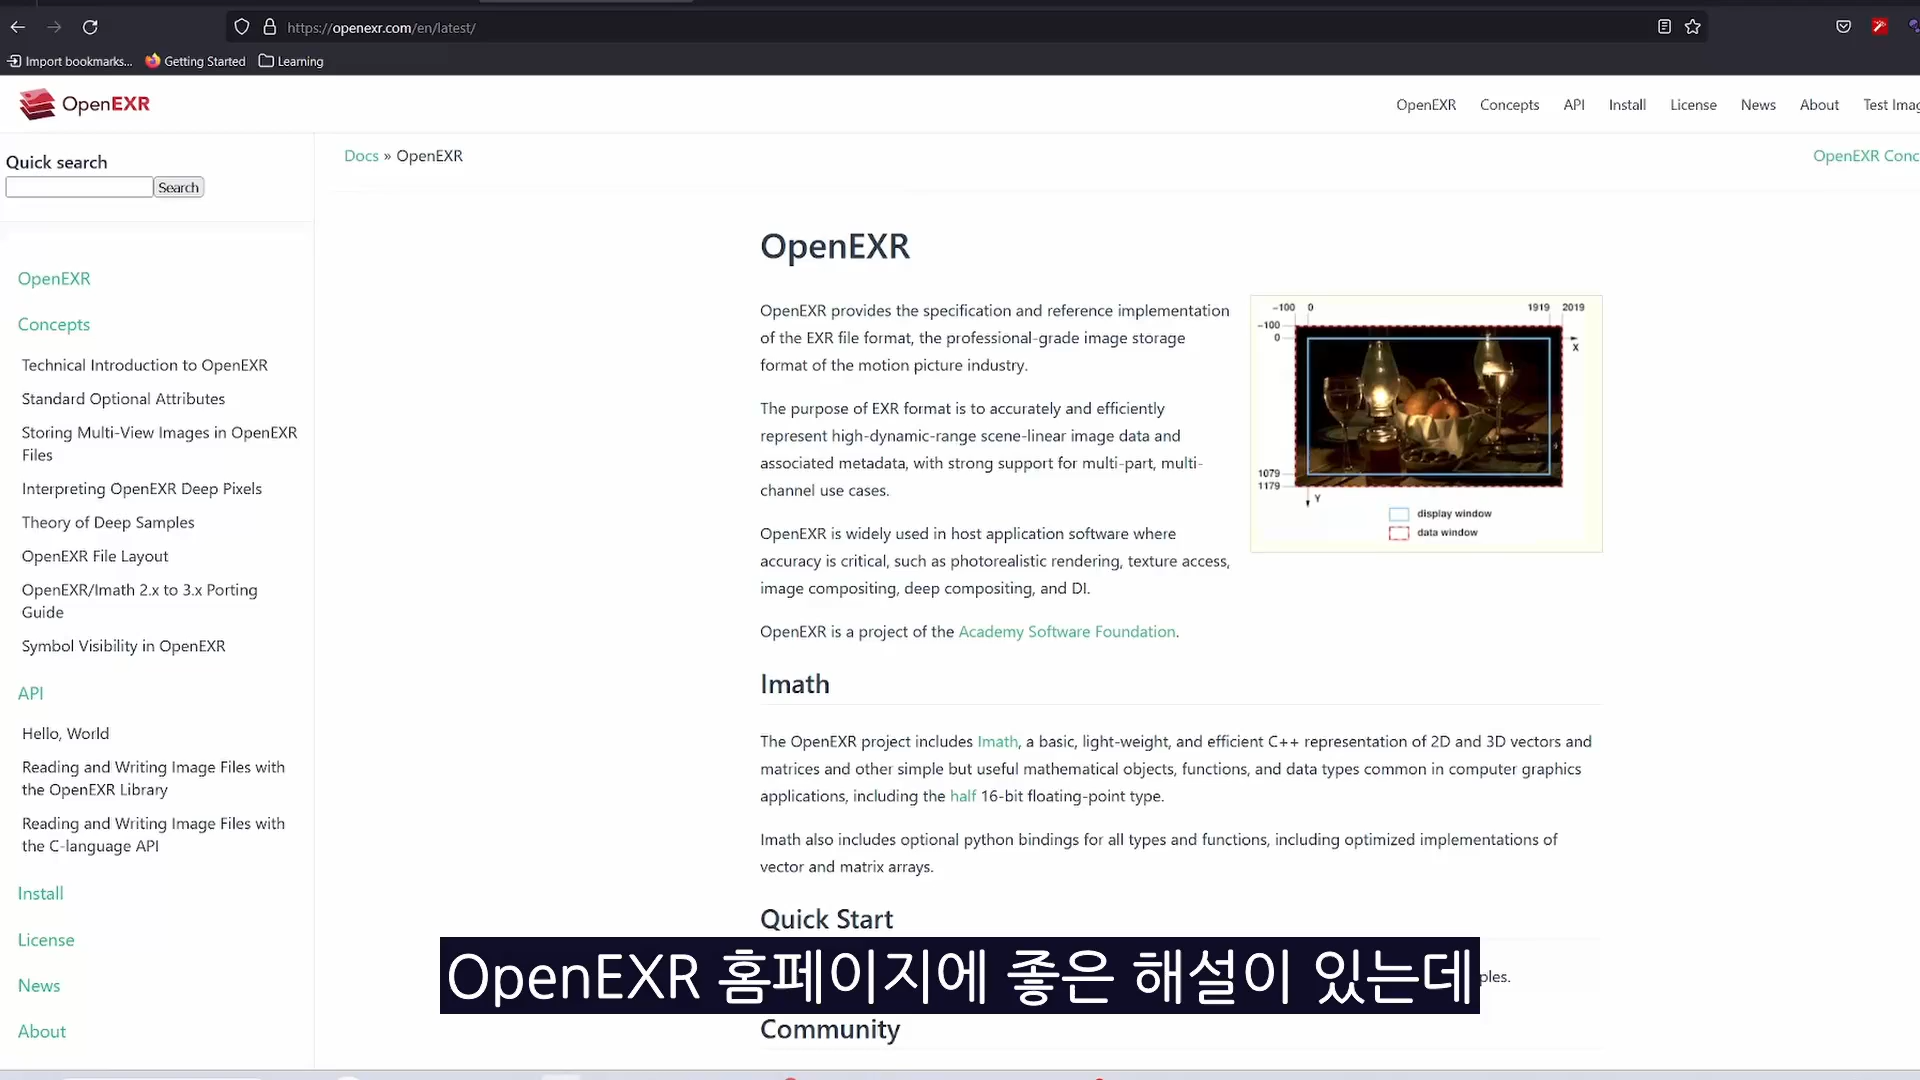 https://openexr.com/en/latest/
Import bookmarks...
Getting Started
Learning
OpenEXR
OpenEXR
Concepts
API
Install
License
News
About
Test Imag
Quick search
Search
Docs » OpenEXR
OpenEXR Conc
OpenEXR
Concepts
Technical Introduction to OpenEXR
Standard Optional Attributes
Storing Multi-View Images in OpenEXR
Files
Interpreting OpenEXR Deep Pixels
Theory of Deep Samples
OpenEXR File Layout
OpenEXR/Imath 2.x to 3.x Porting
Guide
Symbol Visibility in OpenEXR
API
Hello, World
Reading and Writing Image Files with
the OpenEXR Library
Reading and Writing Image Files with
the C-language API
Install
License
News
About
OpenEXR
OpenEXR provides the specification and reference implementation
of the EXR file format, the professional-grade image storage
format of the motion picture industry.
The purpose of EXR format is to accurately and efficiently
represent high-dynamic-range scene-linear image data and
associated metadata, with strong support for multi-part, multi-
channel use cases.
OpenEXR is widely used in host application software where
accuracy is critical, such as photorealistic rendering, texture access,
image compositing, deep compositing, and DI.
OpenEXR is a project of the Academy Software Foundation.
-100 0 1919 2019
-100
0
X
1079
1179
Y
display window
data window
Imath
The OpenEXR project includes Imath, a basic, light-weight, and efficient C++ representation of 2D and 3D vectors and
matrices and other simple but useful mathematical objects, functions, and data types common in computer graphics
applications, including the half 16-bit floating-point type.
Imath also includes optional python bindings for all types and functions, including optimized implementations of
vector and matrix arrays.
Quick Start
OpenEXR 홈페이지에 좋은 해설이 있는데
ples.
Community